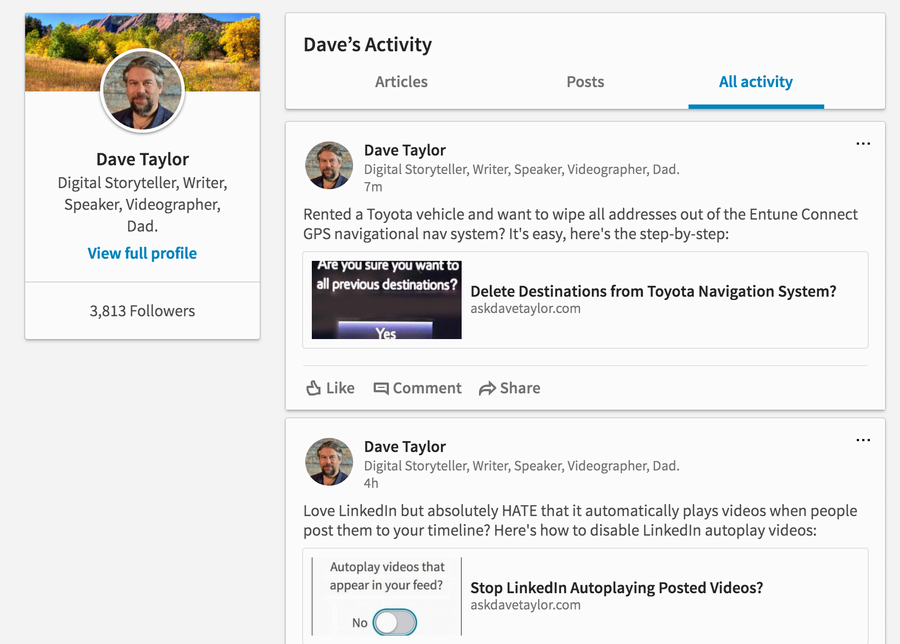 Dave Taylor
Digital Storyteller, Writer,
Speaker, Videographer,
Dad.
View full profile
3,813 Followers
Dave’s Activity
Articles
Posts
All activity
Dave Taylor
Digital Storyteller, Writer, Speaker, Videographer, Dad.
7m
Rented a Toyota vehicle and want to wipe all addresses out of the Entune Connect
GPS navigational nav system? It's easy, here's the step-by-step:
Are you sure you want to
all previous destinations?
Yes
Delete Destinations from Toyota Navigation System?
askdavetaylor.com
Like
Comment
Share
Dave Taylor
Digital Storyteller, Writer, Speaker, Videographer, Dad.
4h
Love LinkedIn but absolutely HATE that it automatically plays videos when people
post them to your timeline? Here's how to disable LinkedIn autoplay videos:
Autoplay videos that
appear in your feed?
No
Stop LinkedIn Autoplaying Posted Videos?
askdavetaylor.com